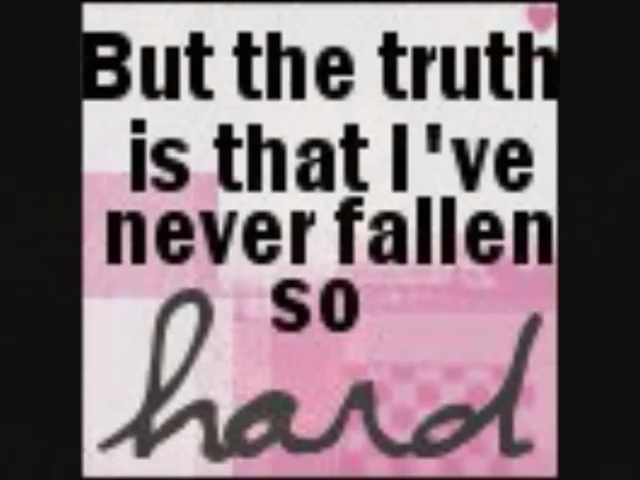 But the truth
is that I've
never fallen
so
hard